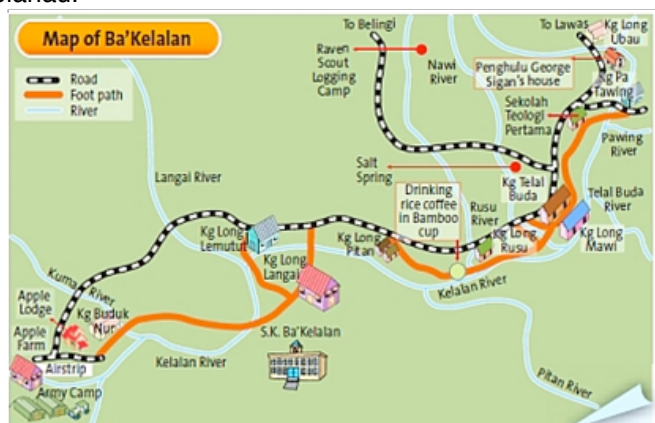 Map of Ba'Kelalan
Road
Foot path
River
To Belingi
To Lawas
Kg Long
Ubau
Raven
Scout
Logging
Camp
Nawi
River
Penghulu George
Sigan's house
Kg Pa
Tawing
Sekolah
Teologi
Pertama
Pawing
River
Langai River
Salt
Spring
Kg Telal
Buda
Drinking
rice coffee
in Bamboo
cup
Rusu
River
Telal Buda
River
Kg Long
Lemutut
Kg Long
Pitan
Kg Long
Rusu
Kg Long
Mawi
Kg Long
Langai
Kelalan River
Kuma River
Apple
Lodge
Kg Buduk
Nur
Apple
Farm
Airstrip
Kelalan River
S.K. Ba'Kelalan
Pitan River
Army Camp